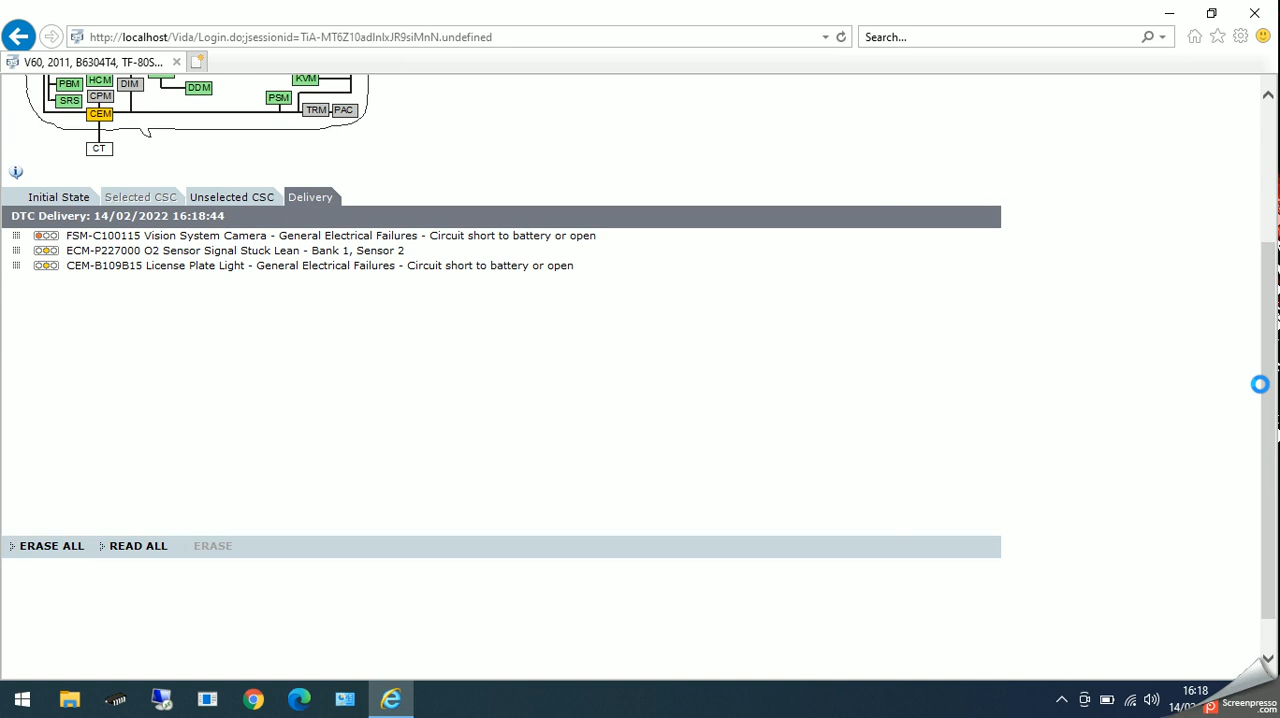 http://localhost/Vida/Login.do;jsessionid=TiA-MT6Z10adlnIxJR9siMnN.undefined
Search...
V60, 2011, B6304T4, TF-80S...
PBM HCM DIM DDM KVM
SRS CPM PSM
CEM TRM PAC
CT
Initial State Selected CSC Unselected CSC Delivery
DTC Delivery: 14/02/2022 16:18:44
FSM-C100115 Vision System Camera - General Electrical Failures - Circuit short to battery or open
ECM-P227000 O2 Sensor Signal Stuck Lean - Bank 1, Sensor 2
CEM-B109B15 License Plate Light - General Electrical Failures - Circuit short to battery or open
ERASE ALL READ ALL ERASE
16:18
14/02
Screenpresso
.com